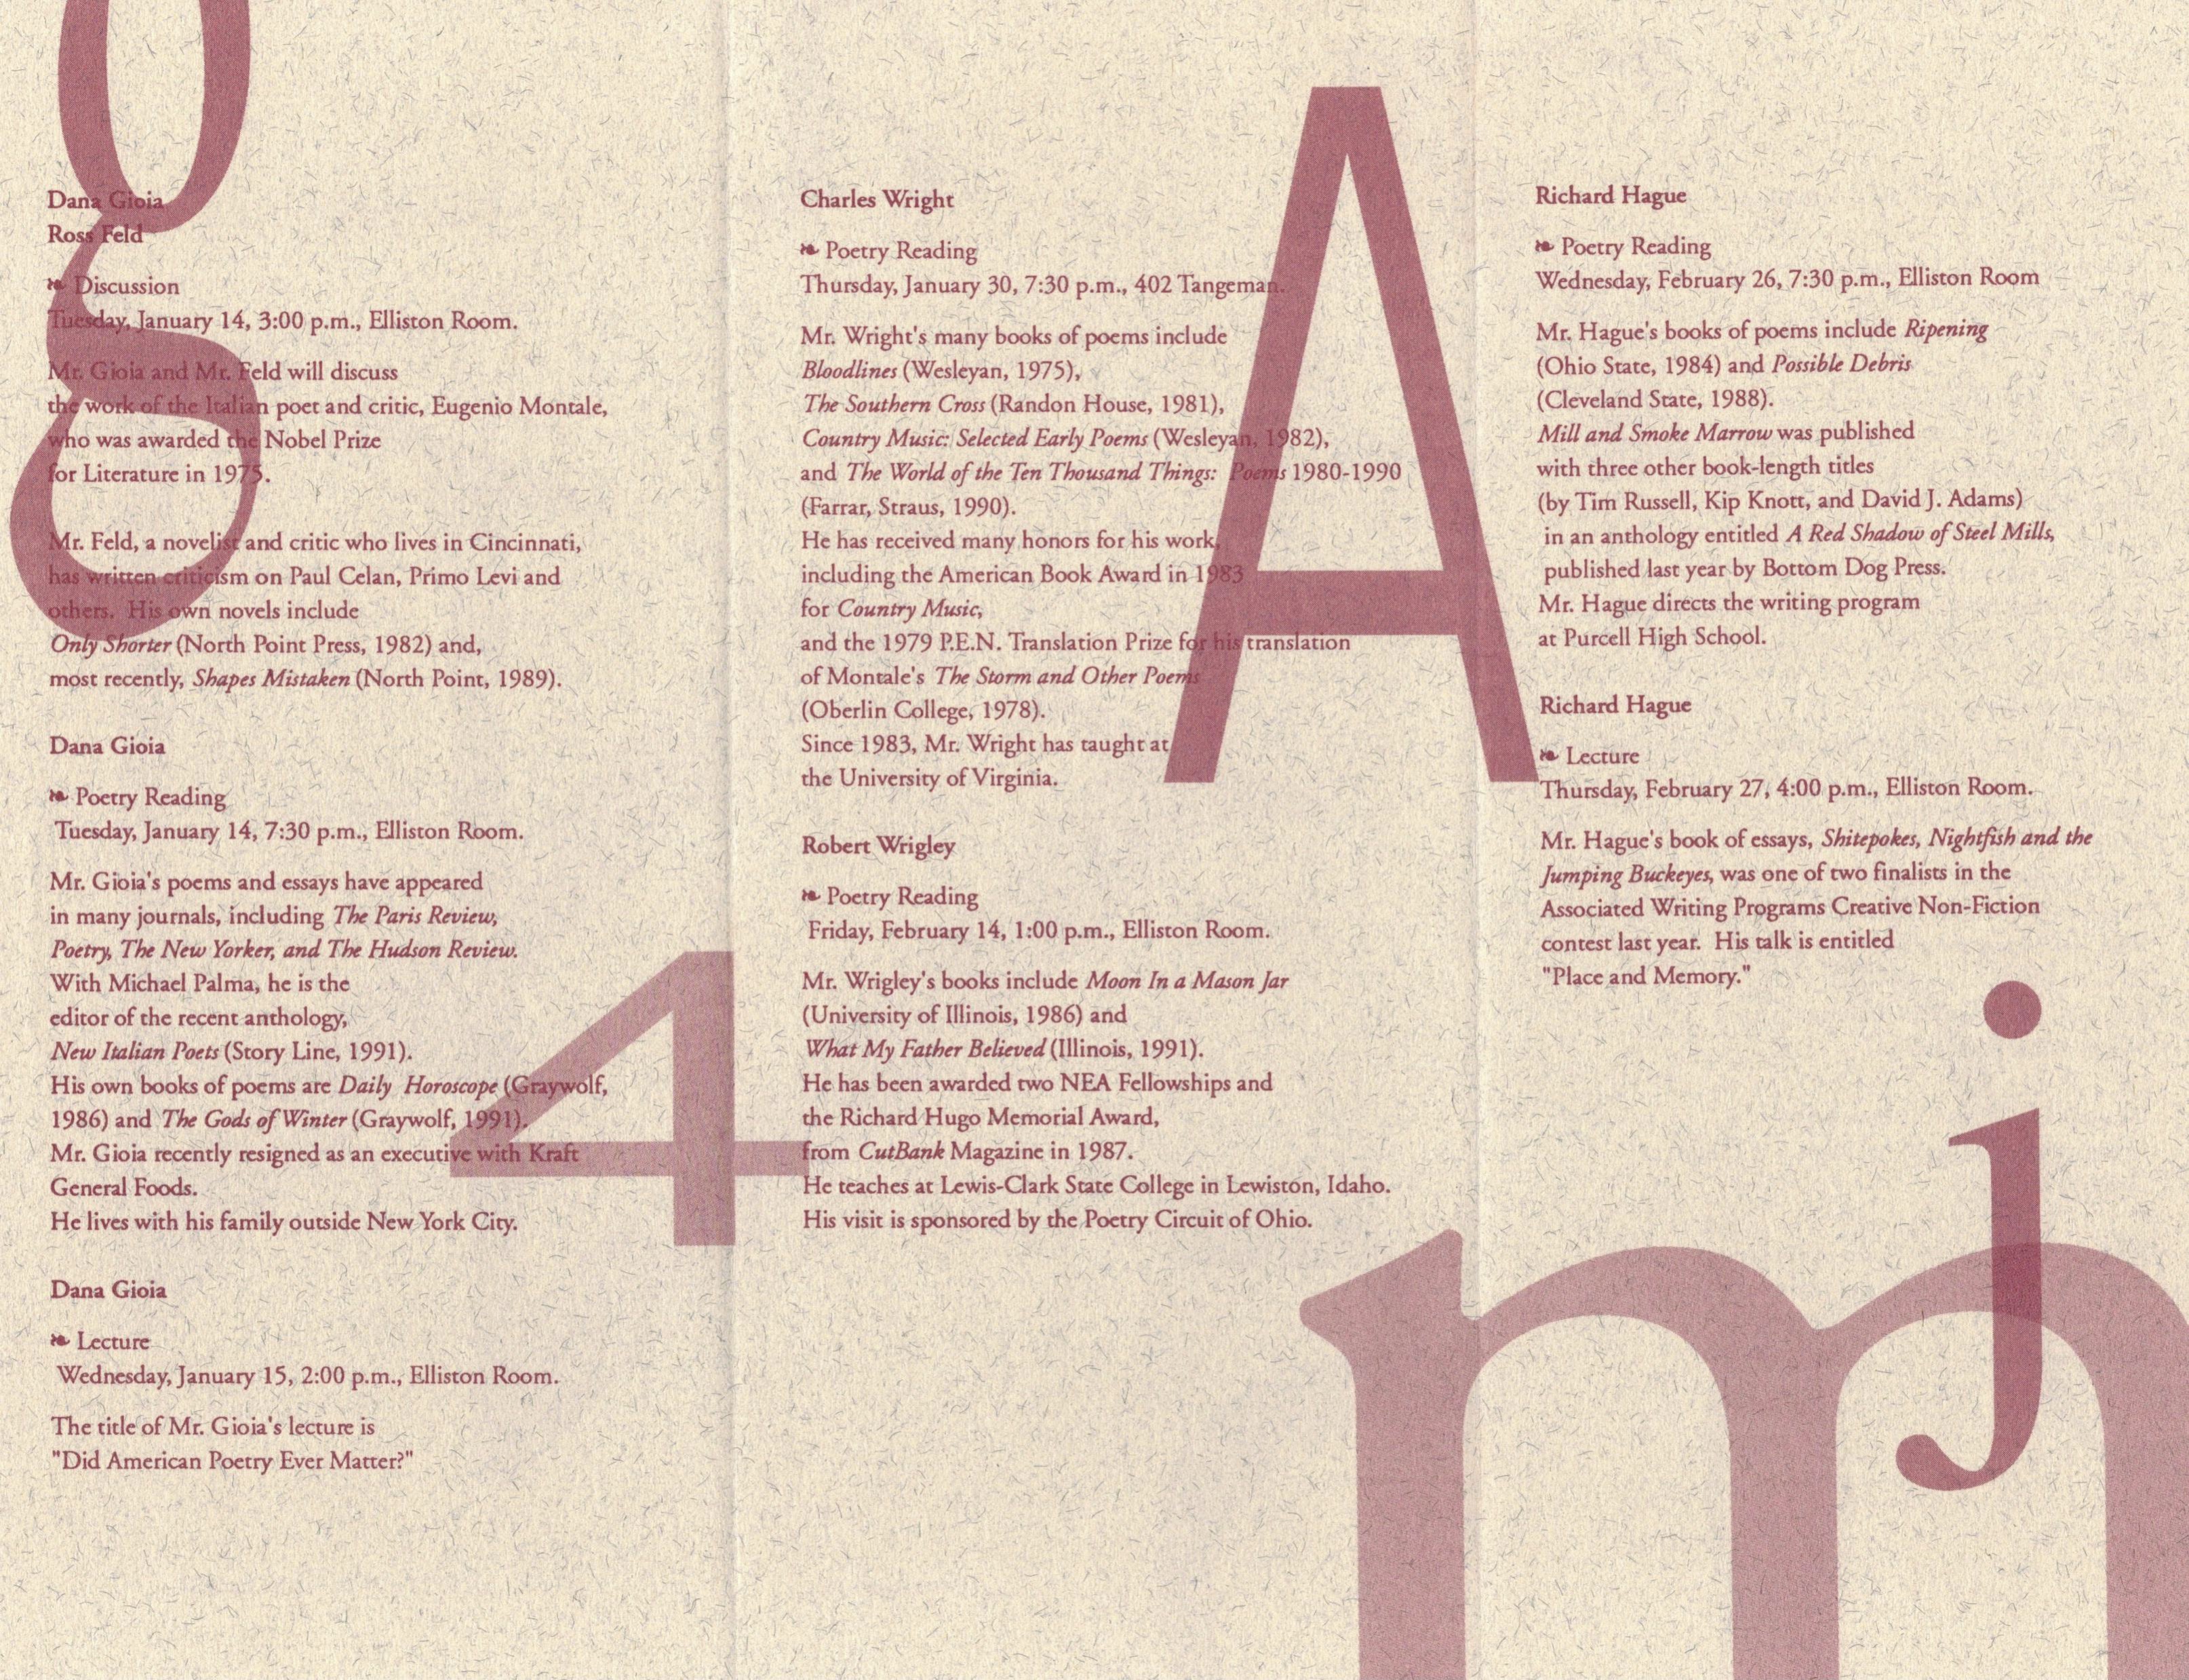 g
Dana Gioia
Ross Feld
❧ Discussion
Tuesday, January 14, 3:00 p.m., Elliston Room.
Mr. Gioia and Mr. Feld will discuss
the work of the Italian poet and critic, Eugenio Montale,
who was awarded the Nobel Prize
for Literature in 1975.
Mr. Feld, a novelist and critic who lives in Cincinnati,
has written criticism on Paul Celan, Primo Levi and
others.  His own novels include
Only Shorter (North Point Press, 1982) and,
most recently, Shapes Mistaken (North Point, 1989).
Dana Gioia
❧ Poetry Reading
Tuesday, January 14, 7:30 p.m., Elliston Room.
Mr. Gioia's poems and essays have appeared
in many journals, including The Paris Review,
Poetry, The New Yorker, and The Hudson Review.
With Michael Palma, he is the
editor of the recent anthology,
New Italian Poets (Story Line, 1991).
His own books of poems are Daily Horoscope (Graywolf,
1986) and The Gods of Winter (Graywolf, 1991).
Mr. Gioia recently resigned as an executive with Kraft
General Foods.
He lives with his family outside New York City.
Dana Gioia
❧ Lecture
Wednesday, January 15, 2:00 p.m., Elliston Room.
The title of Mr. Gioia's lecture is
"Did American Poetry Ever Matter?"
4
Charles Wright
❧ Poetry Reading
Thursday, January 30, 7:30 p.m., 402 Tangeman.
Mr. Wright's many books of poems include
Bloodlines (Wesleyan, 1975),
The Southern Cross (Randon House, 1981),
Country Music: Selected Early Poems (Wesleyan, 1982),
and The World of the Ten Thousand Things:  Poems 1980-1990
(Farrar, Straus, 1990).
He has received many honors for his work,
including the American Book Award in 1983
for Country Music,
and the 1979 P.E.N. Translation Prize for his translation
of Montale's The Storm and Other Poems
(Oberlin College, 1978).
Since 1983, Mr. Wright has taught at
the University of Virginia.
Robert Wrigley
❧ Poetry Reading
Friday, February 14, 1:00 p.m., Elliston Room.
Mr. Wrigley's books include Moon In a Mason Jar
(University of Illinois, 1986) and
What My Father Believed (Illinois, 1991).
He has been awarded two NEA Fellowships and
the Richard Hugo Memorial Award,
from CutBank Magazine in 1987.
He teaches at Lewis-Clark State College in Lewiston, Idaho.
His visit is sponsored by the Poetry Circuit of Ohio.
A
Richard Hague
❧ Poetry Reading
Wednesday, February 26, 7:30 p.m., Elliston Room
Mr. Hague's books of poems include Ripening
(Ohio State, 1984) and Possible Debris
(Cleveland State, 1988).
Mill and Smoke Marrow was published
with three other book-length titles
(by Tim Russell, Kip Knott, and David J. Adams)
in an anthology entitled A Red Shadow of Steel Mills,
published last year by Bottom Dog Press.
Mr. Hague directs the writing program
at Purcell High School.
Richard Hague
❧ Lecture
Thursday, February 27, 4:00 p.m., Elliston Room.
Mr. Hague's book of essays, Shitepokes, Nightfish and the
Jumping Buckeyes, was one of two finalists in the
Associated Writing Programs Creative Non-Fiction
contest last year.  His talk is entitled
"Place and Memory."
j
m